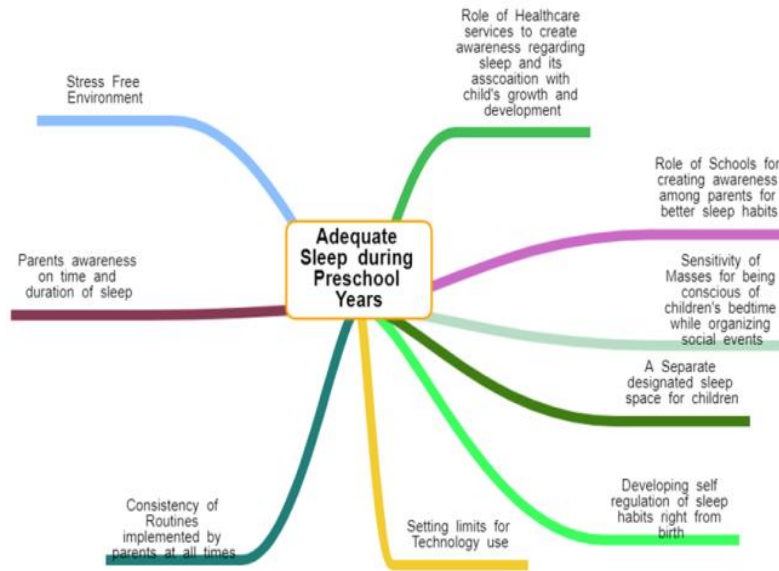 Adequate
Sleep during
Preschool
Years
Role of Healthcare
services to create
awareness regarding
sleep and its
asscoaition with
child's growth and
development
Role of Schools for
creating awareness
among parents for
better sleep habits
Sensitivity of
Masses for being
conscious of
children's bedtime
while organizing
social events
A Separate
designated sleep
space for children
Developing self
regulation of sleep
habits right from
birth
Setting limits for
Technology use
Consistency of
Routines
implemented by
parents at all times
Parents awareness
on time and
duration of sleep
Stress Free
Environment